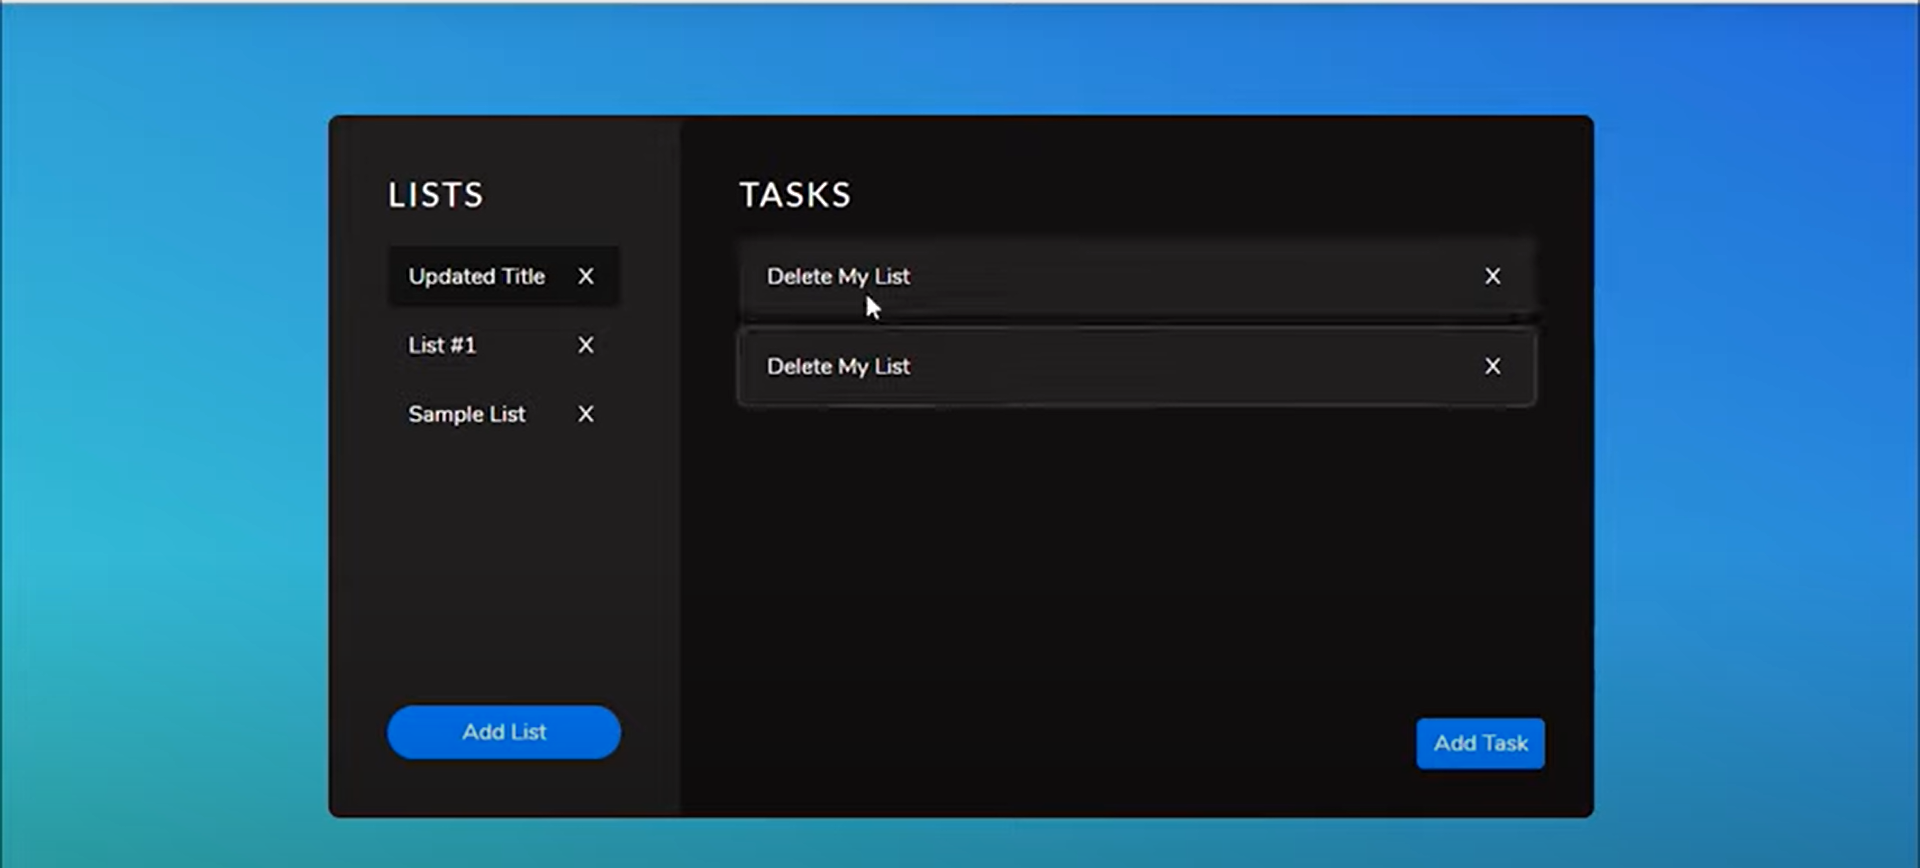 LISTS
Updated Title X
List #1 X
Sample List X
Add List
TASKS
Delete My List X
Delete My List X
Add Task